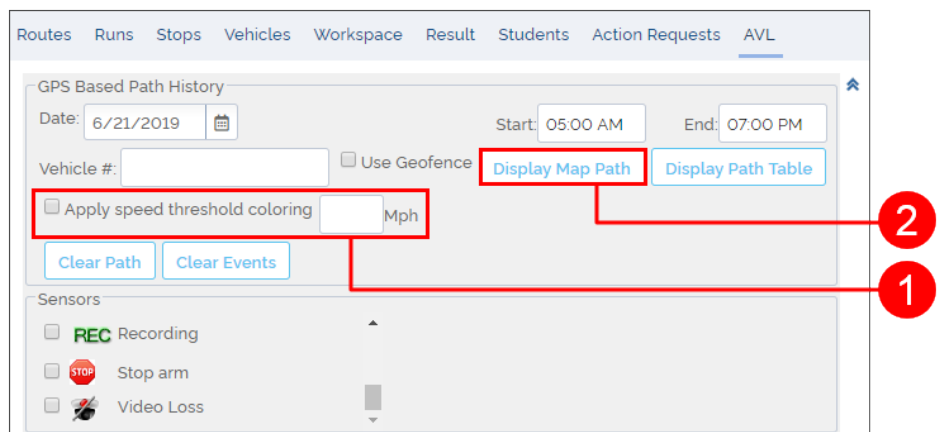 Routes Runs Stops Vehicles Workspace Result Students Action Requests AVL
GPS Based Path History
Date: 6/21/2019 Start: 05:00 AM End: 07:00 PM
Vehicle #: Use Geofence Display Map Path Display Path Table
Apply speed threshold coloring Mph
2
Clear Path Clear Events
1
Sensors
REC Recording
STOP Stop arm
Video Loss